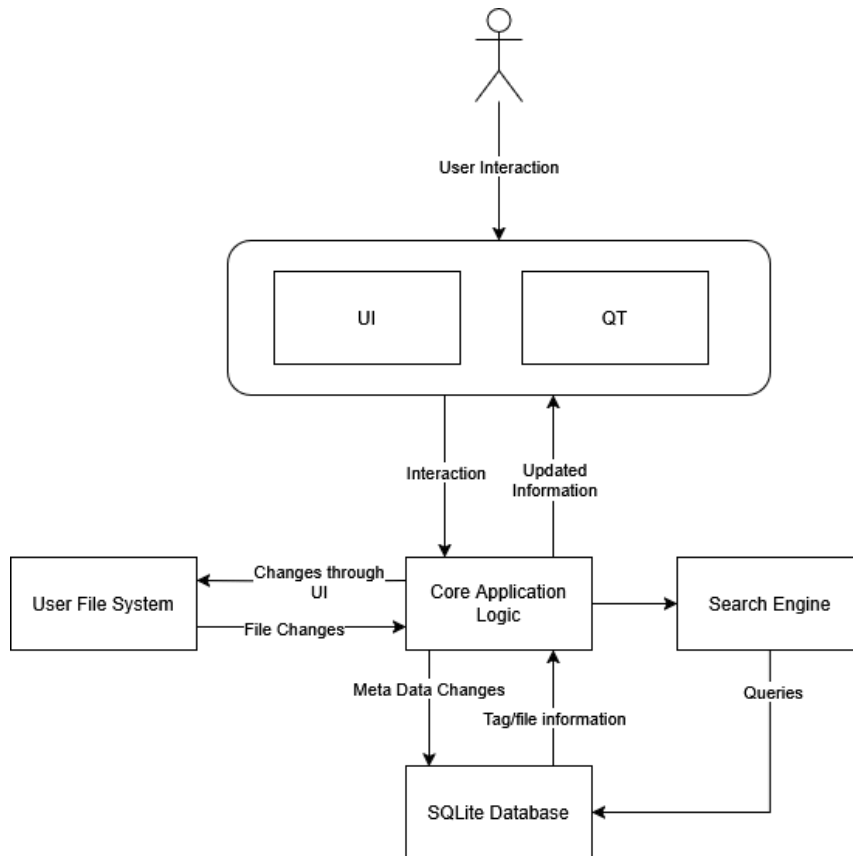 User Interaction
UI
QT
Interaction
Updated
Information
User File System
Changes through
UI
File Changes
Core Application
Logic
Search Engine
Meta Data Changes
Tag/file information
Queries
SQLite Database